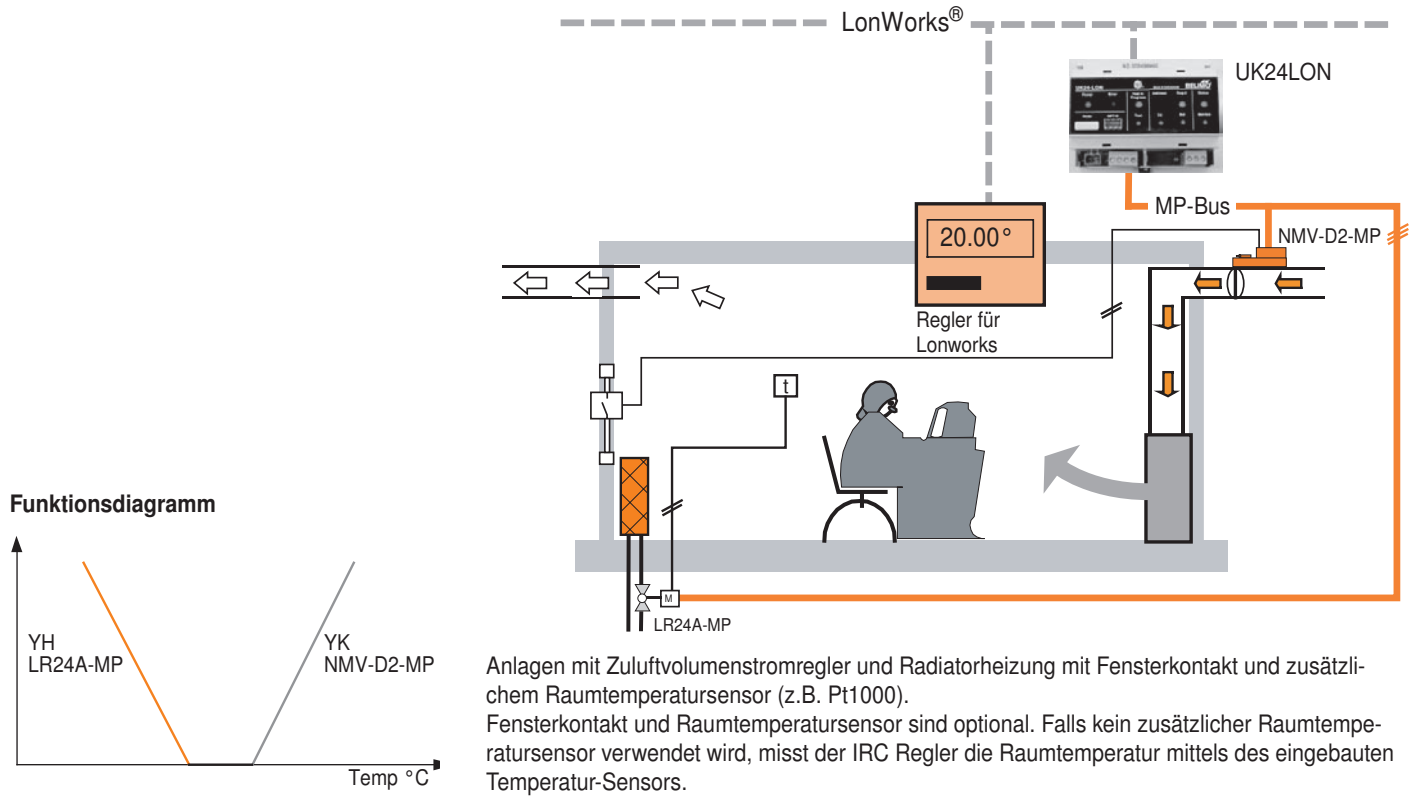 LonWorks®
UK24LON
UK24LON
BELIMO
MP-Bus
NMV-D2-MP
20.00°
Regler für
Lonworks
t
M
LR24A-MP
Funktionsdiagramm
YH
LR24A-MP
YK
NMV-D2-MP
Temp °C
Anlagen mit Zuluftvolumenstromregler und Radiatorheizung mit Fensterkontakt und zusätzli-
chem Raumtemperatursensor (z.B. Pt1000).
Fensterkontakt und Raumtemperatursensor sind optional. Falls kein zusätzlicher Raumtempe-
ratursensor verwendet wird, misst der IRC Regler die Raumtemperatur mittels des eingebauten
Temperatur-Sensors.